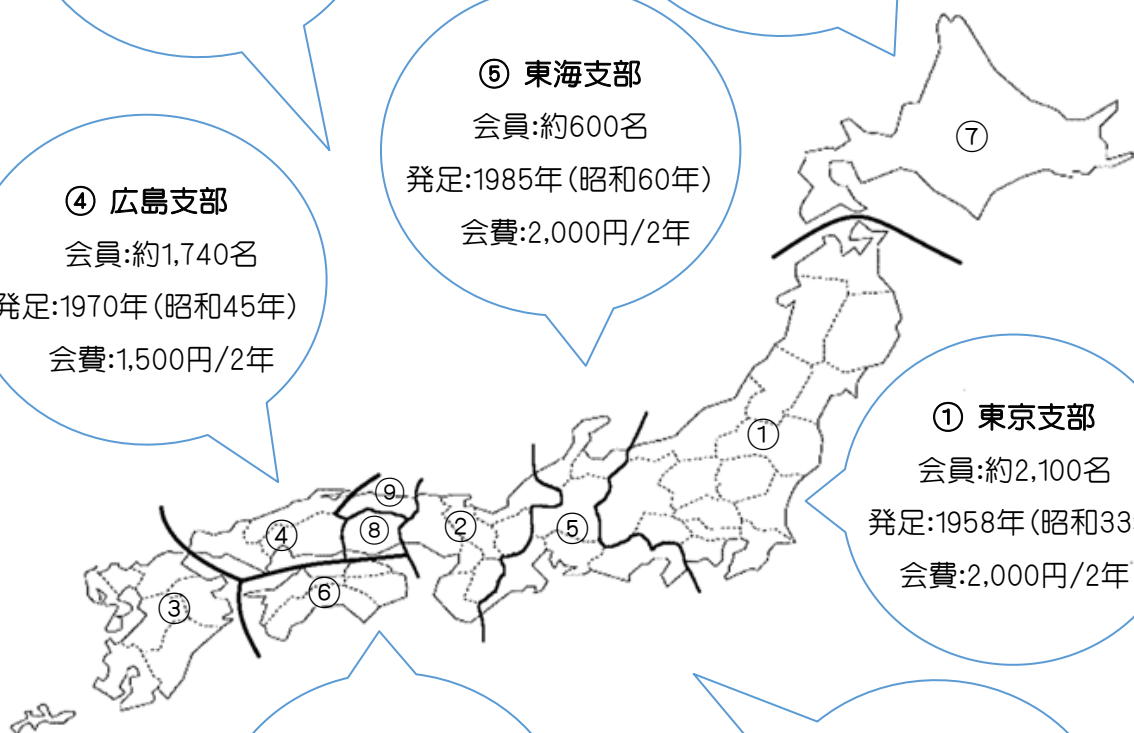 ⑤ 東海支部
会員:約600名
発足:1985年(昭和60年)
会費:2,000円/2年
④ 広島支部
会員:約1,740名
発足:1970年(昭和45年)
会費:1,500円/2年
① 東京支部
会員:約2,100名
発足:1958年(昭和33
会費:2,000円/2年
⑦
①
⑨
②
⑧
⑤
④
⑥
③